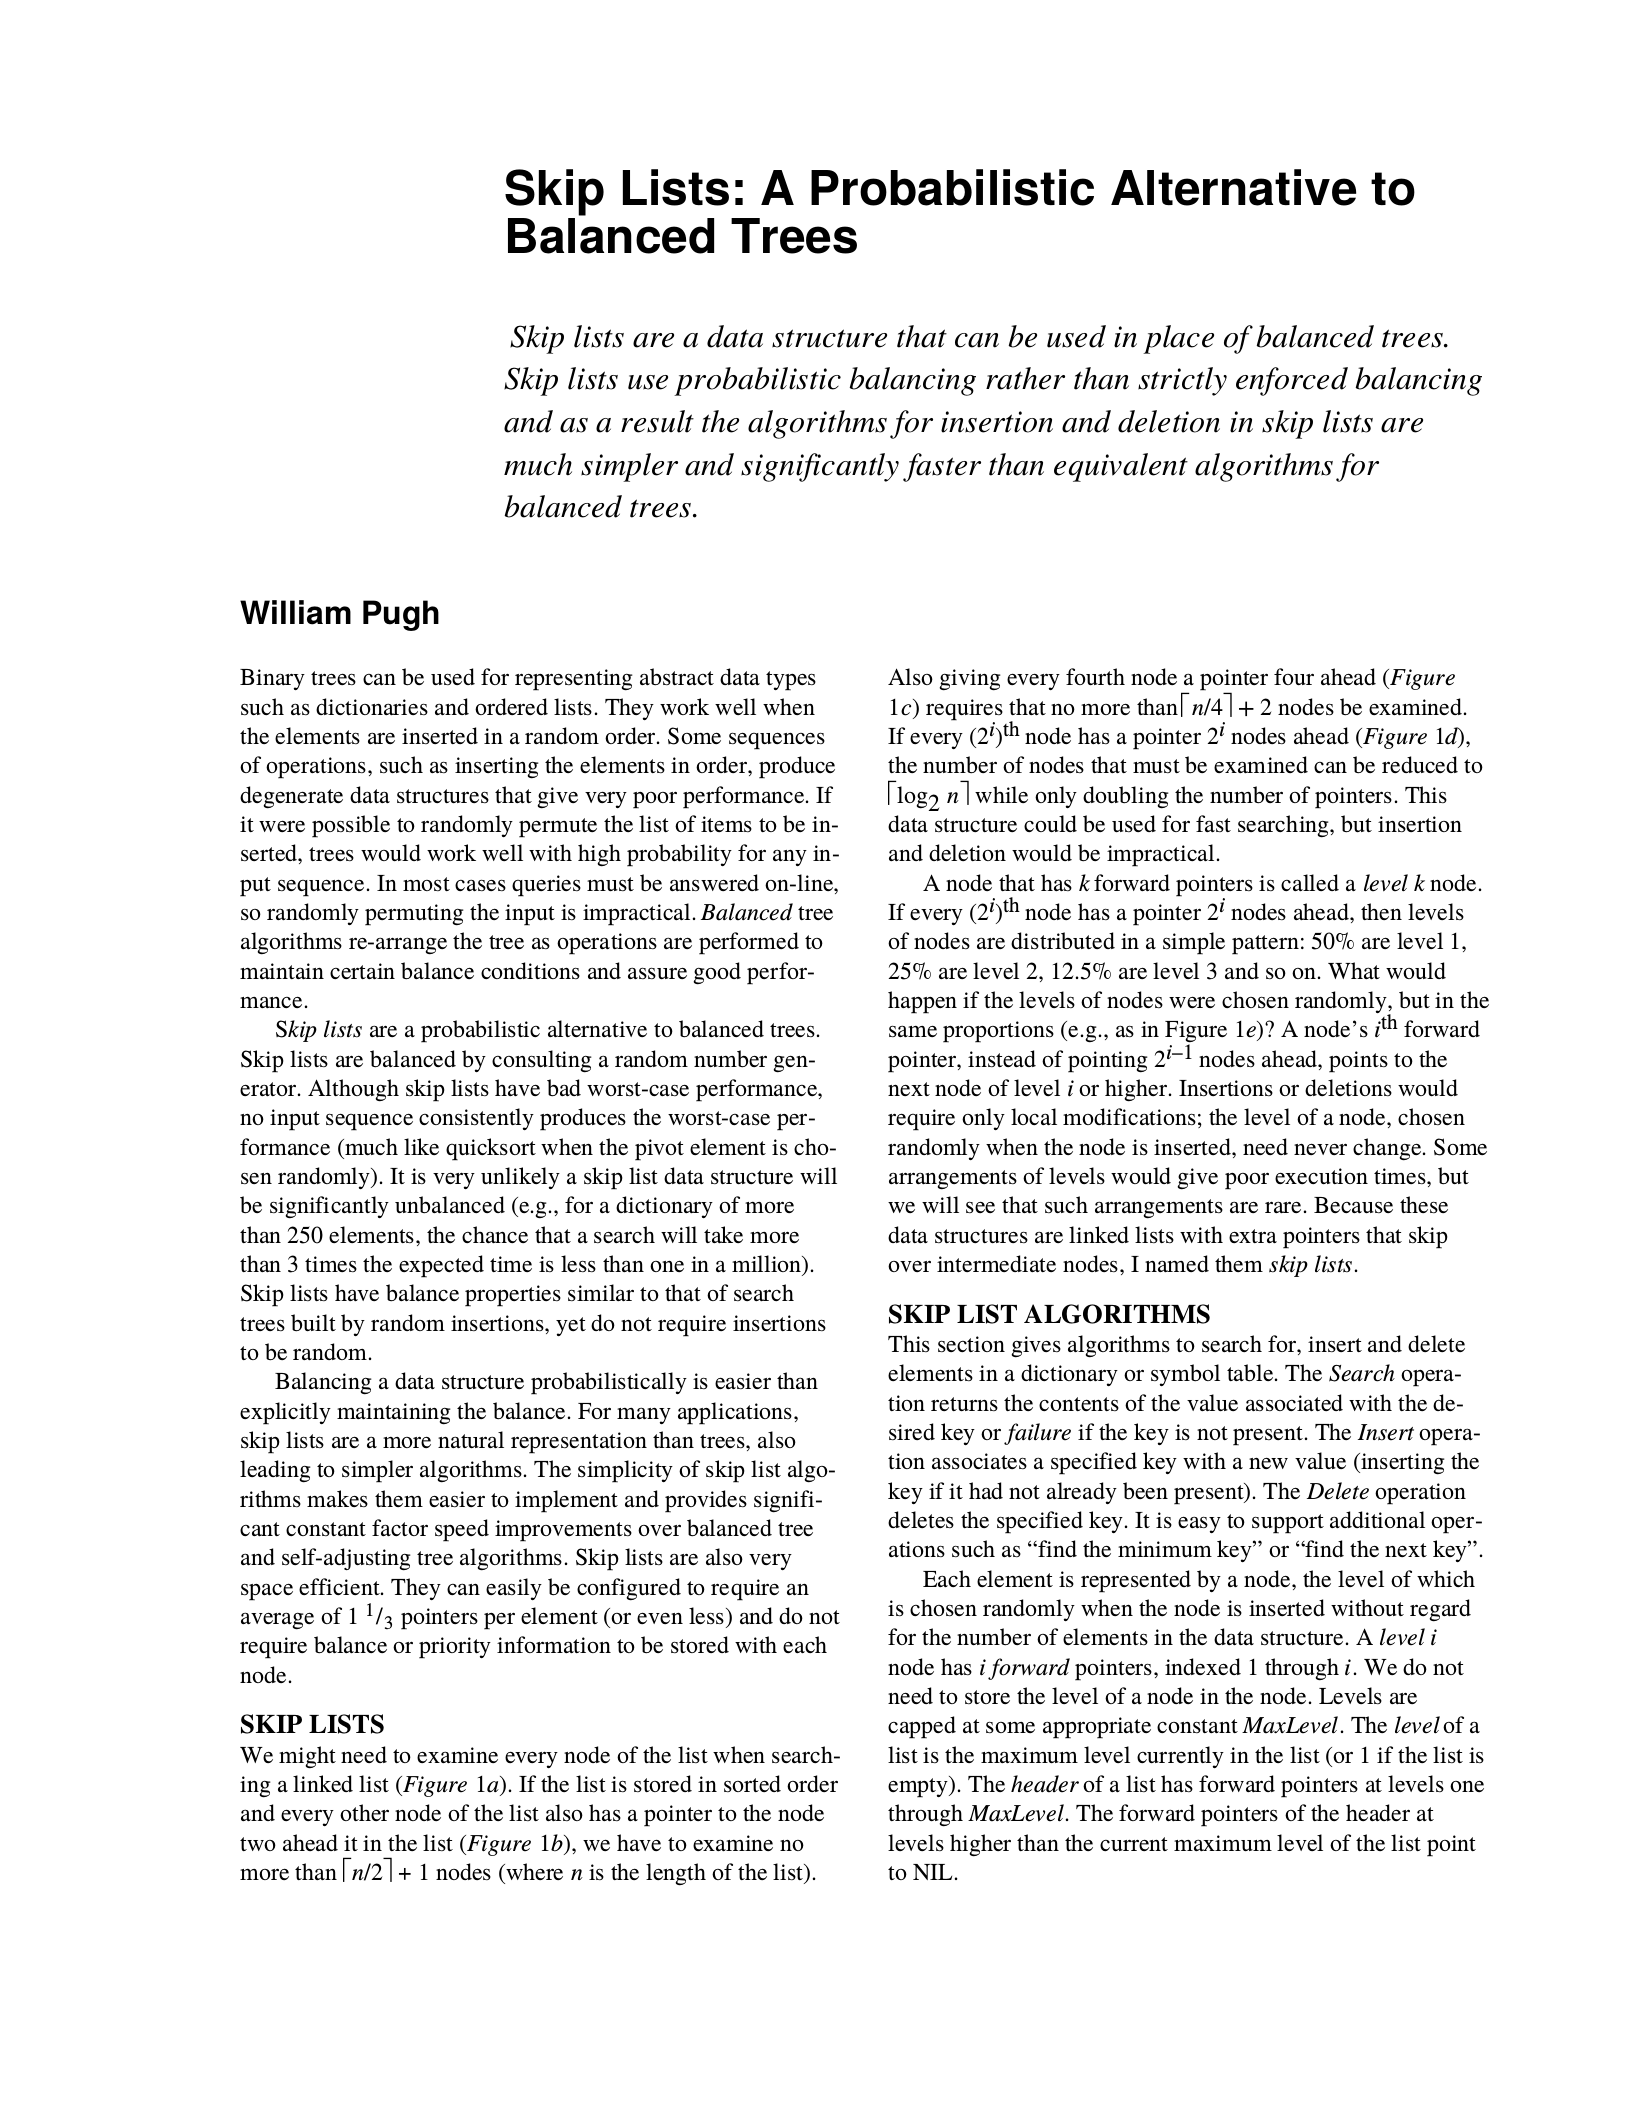 Skip Lists: A Probabilistic Alternative to
Balanced Trees
Skip lists are a data structure that can be used in place of balanced trees.
Skip lists use probabilistic balancing rather than strictly enforced balancing
and as a result the algorithms for insertion and deletion in skip lists are
much simpler and significantly faster than equivalent algorithms for
balanced trees.
William Pugh
Binary trees can be used for representing abstract data types
such as dictionaries and ordered lists. They work well when
the elements are inserted in a random order. Some sequences
of operations, such as inserting the elements in order, produce
degenerate data structures that give very poor performance. If
it were possible to randomly permute the list of items to be in-
serted, trees would work well with high probability for any in-
put sequence. In most cases queries must be answered on-line,
so randomly permuting the input is impractical. Balanced tree
algorithms re-arrange the tree as operations are performed to
maintain certain balance conditions and assure good perfor-
mance.
Skip lists are a probabilistic alternative to balanced trees.
Skip lists are balanced by consulting a random number gen-
erator. Although skip lists have bad worst-case performance,
no input sequence consistently produces the worst-case per-
formance (much like quicksort when the pivot element is cho-
sen randomly). It is very unlikely a skip list data structure will
be significantly unbalanced (e.g., for a dictionary of more
than 250 elements, the chance that a search will take more
than 3 times the expected time is less than one in a million).
Skip lists have balance properties similar to that of search
trees built by random insertions, yet do not require insertions
to be random.
Balancing a data structure probabilistically is easier than
explicitly maintaining the balance. For many applications,
skip lists are a more natural representation than trees, also
leading to simpler algorithms. The simplicity of skip list algo-
rithms makes them easier to implement and provides signifi-
cant constant factor speed improvements over balanced tree
and self-adjusting tree algorithms. Skip lists are also very
space efficient. They can easily be configured to require an
average of 1 1/3 pointers per element (or even less) and do not
require balance or priority information to be stored with each
node.
SKIP LISTS
We might need to examine every node of the list when search-
ing a linked list (Figure 1a). If the list is stored in sorted order
and every other node of the list also has a pointer to the node
two ahead it in the list (Figure 1b), we have to examine no
more than ⌈n/2⌉ + 1 nodes (where n is the length of the list).
Also giving every fourth node a pointer four ahead (Figure
1c) requires that no more than ⌈n/4⌉ + 2 nodes be examined.
If every (2^i)^th node has a pointer 2^i nodes ahead (Figure 1d),
the number of nodes that must be examined can be reduced to
⌈log₂ n⌉ while only doubling the number of pointers. This
data structure could be used for fast searching, but insertion
and deletion would be impractical.
A node that has k forward pointers is called a level k node.
If every (2^i)^th node has a pointer 2^i nodes ahead, then levels
of nodes are distributed in a simple pattern: 50% are level 1,
25% are level 2, 12.5% are level 3 and so on. What would
happen if the levels of nodes were chosen randomly, but in the
same proportions (e.g., as in Figure 1e)? A node’s i^th forward
pointer, instead of pointing 2^i–1 nodes ahead, points to the
next node of level i or higher. Insertions or deletions would
require only local modifications; the level of a node, chosen
randomly when the node is inserted, need never change. Some
arrangements of levels would give poor execution times, but
we will see that such arrangements are rare. Because these
data structures are linked lists with extra pointers that skip
over intermediate nodes, I named them skip lists.
SKIP LIST ALGORITHMS
This section gives algorithms to search for, insert and delete
elements in a dictionary or symbol table. The Search opera-
tion returns the contents of the value associated with the de-
sired key or failure if the key is not present. The Insert opera-
tion associates a specified key with a new value (inserting the
key if it had not already been present). The Delete operation
deletes the specified key. It is easy to support additional oper-
ations such as “find the minimum key” or “find the next key”.
Each element is represented by a node, the level of which
is chosen randomly when the node is inserted without regard
for the number of elements in the data structure. A level i
node has i forward pointers, indexed 1 through i. We do not
need to store the level of a node in the node. Levels are
capped at some appropriate constant MaxLevel. The level of a
list is the maximum level currently in the list (or 1 if the list is
empty). The header of a list has forward pointers at levels one
through MaxLevel. The forward pointers of the header at
levels higher than the current maximum level of the list point
to NIL.